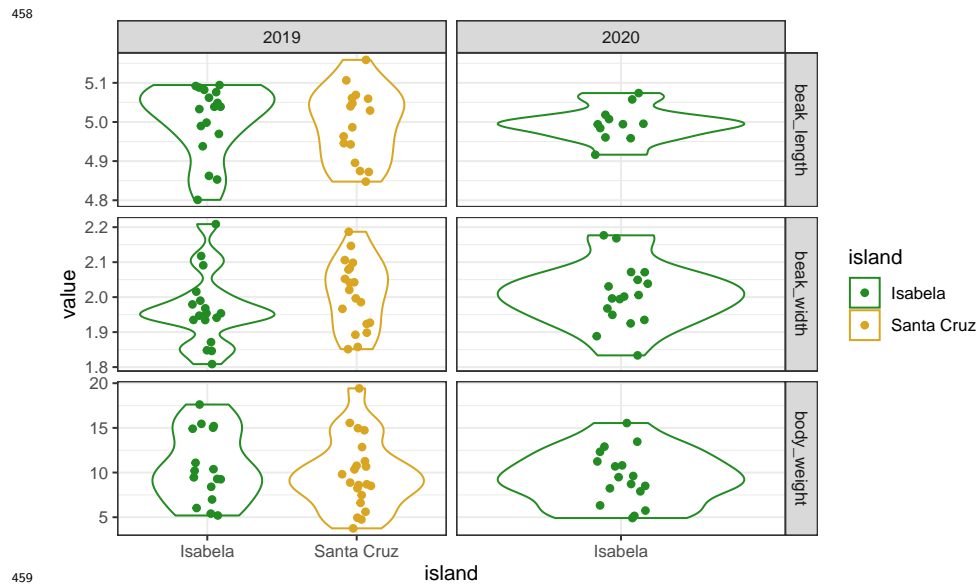 458
2019 2020
5.1
5.0
4.9
4.8
beak_length
2.2
2.1
2.0
1.9
1.8
beak_width
20
15
10
5
body_weight
value
Isabela Santa Cruz Isabela
island
island
Isabela
Santa Cruz
459